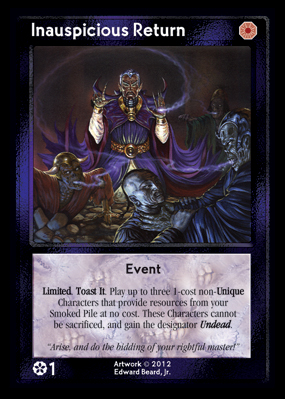 Inauspicious Return
Event
Limited. Toast It. Play up to three 1-cost non-Unique
Characters that provide resources from your
Smoked Pile at no cost. These Characters cannot
be sacrificed, and gain the designator Undead.
"Arise, and do the bidding of your rightful master!"
1
Artwork © 2012
Edward Beard, Jr.